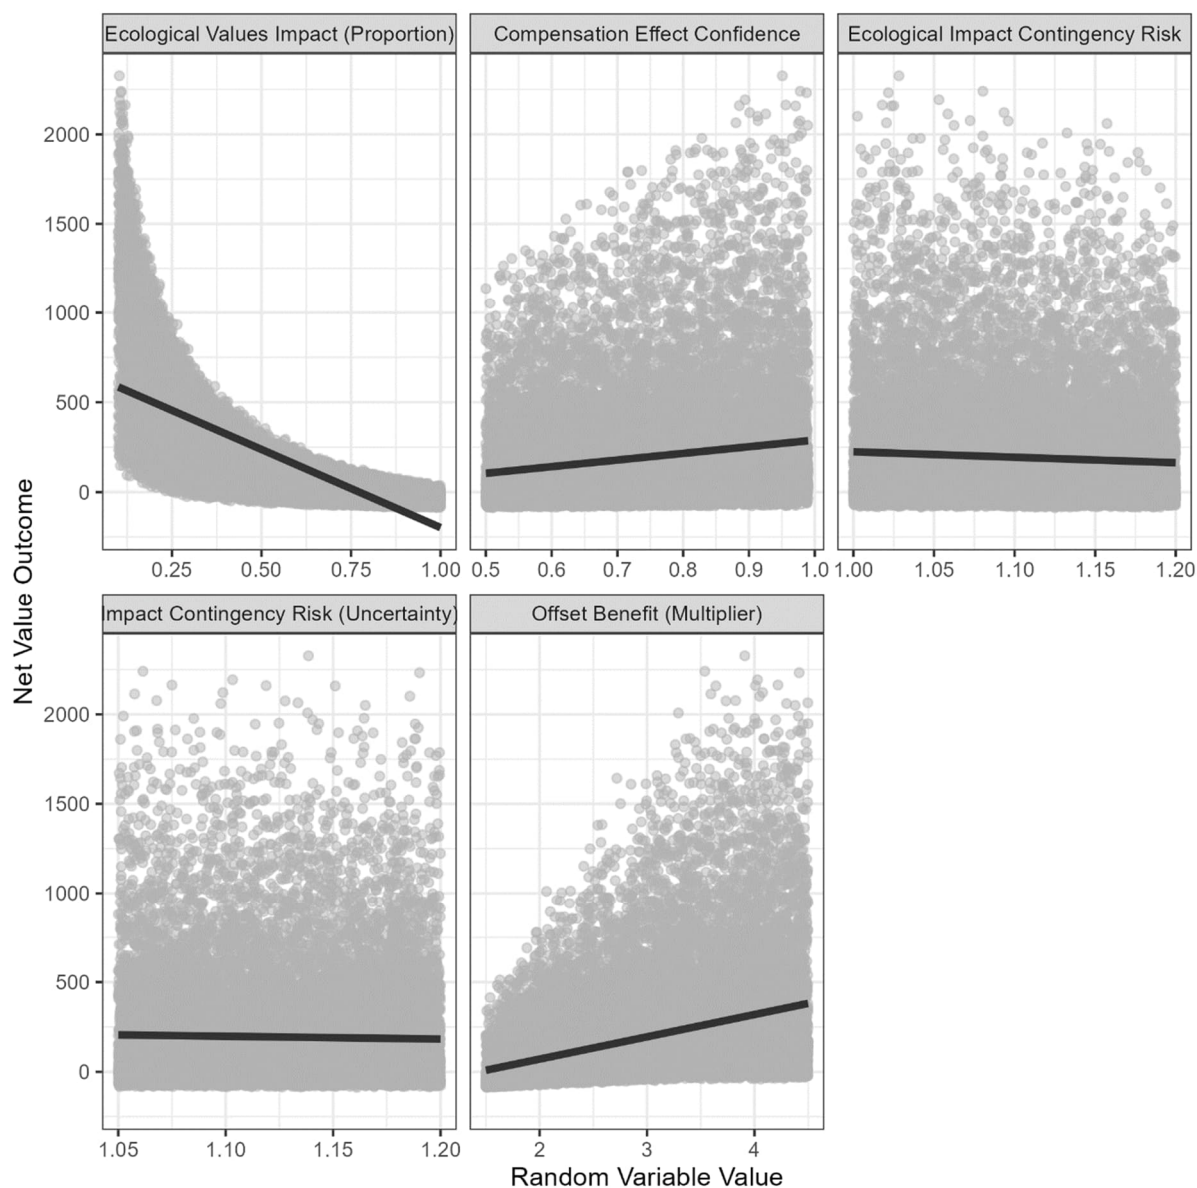 Ecological Values Impact (Proportion)
Compensation Effect Confidence
Ecological Impact Contingency Risk
2000
1500
1000
500
0
0.25 0.50 0.75 1.00
0.5 0.6 0.7 0.8 0.9 1.0
1.00 1.05 1.10 1.15 1.20
Net Value Outcome
Impact Contingency Risk (Uncertainty)
Offset Benefit (Multiplier)
2000
1500
1000
500
0
1.05 1.10 1.15 1.20
2 3 4
Random Variable Value